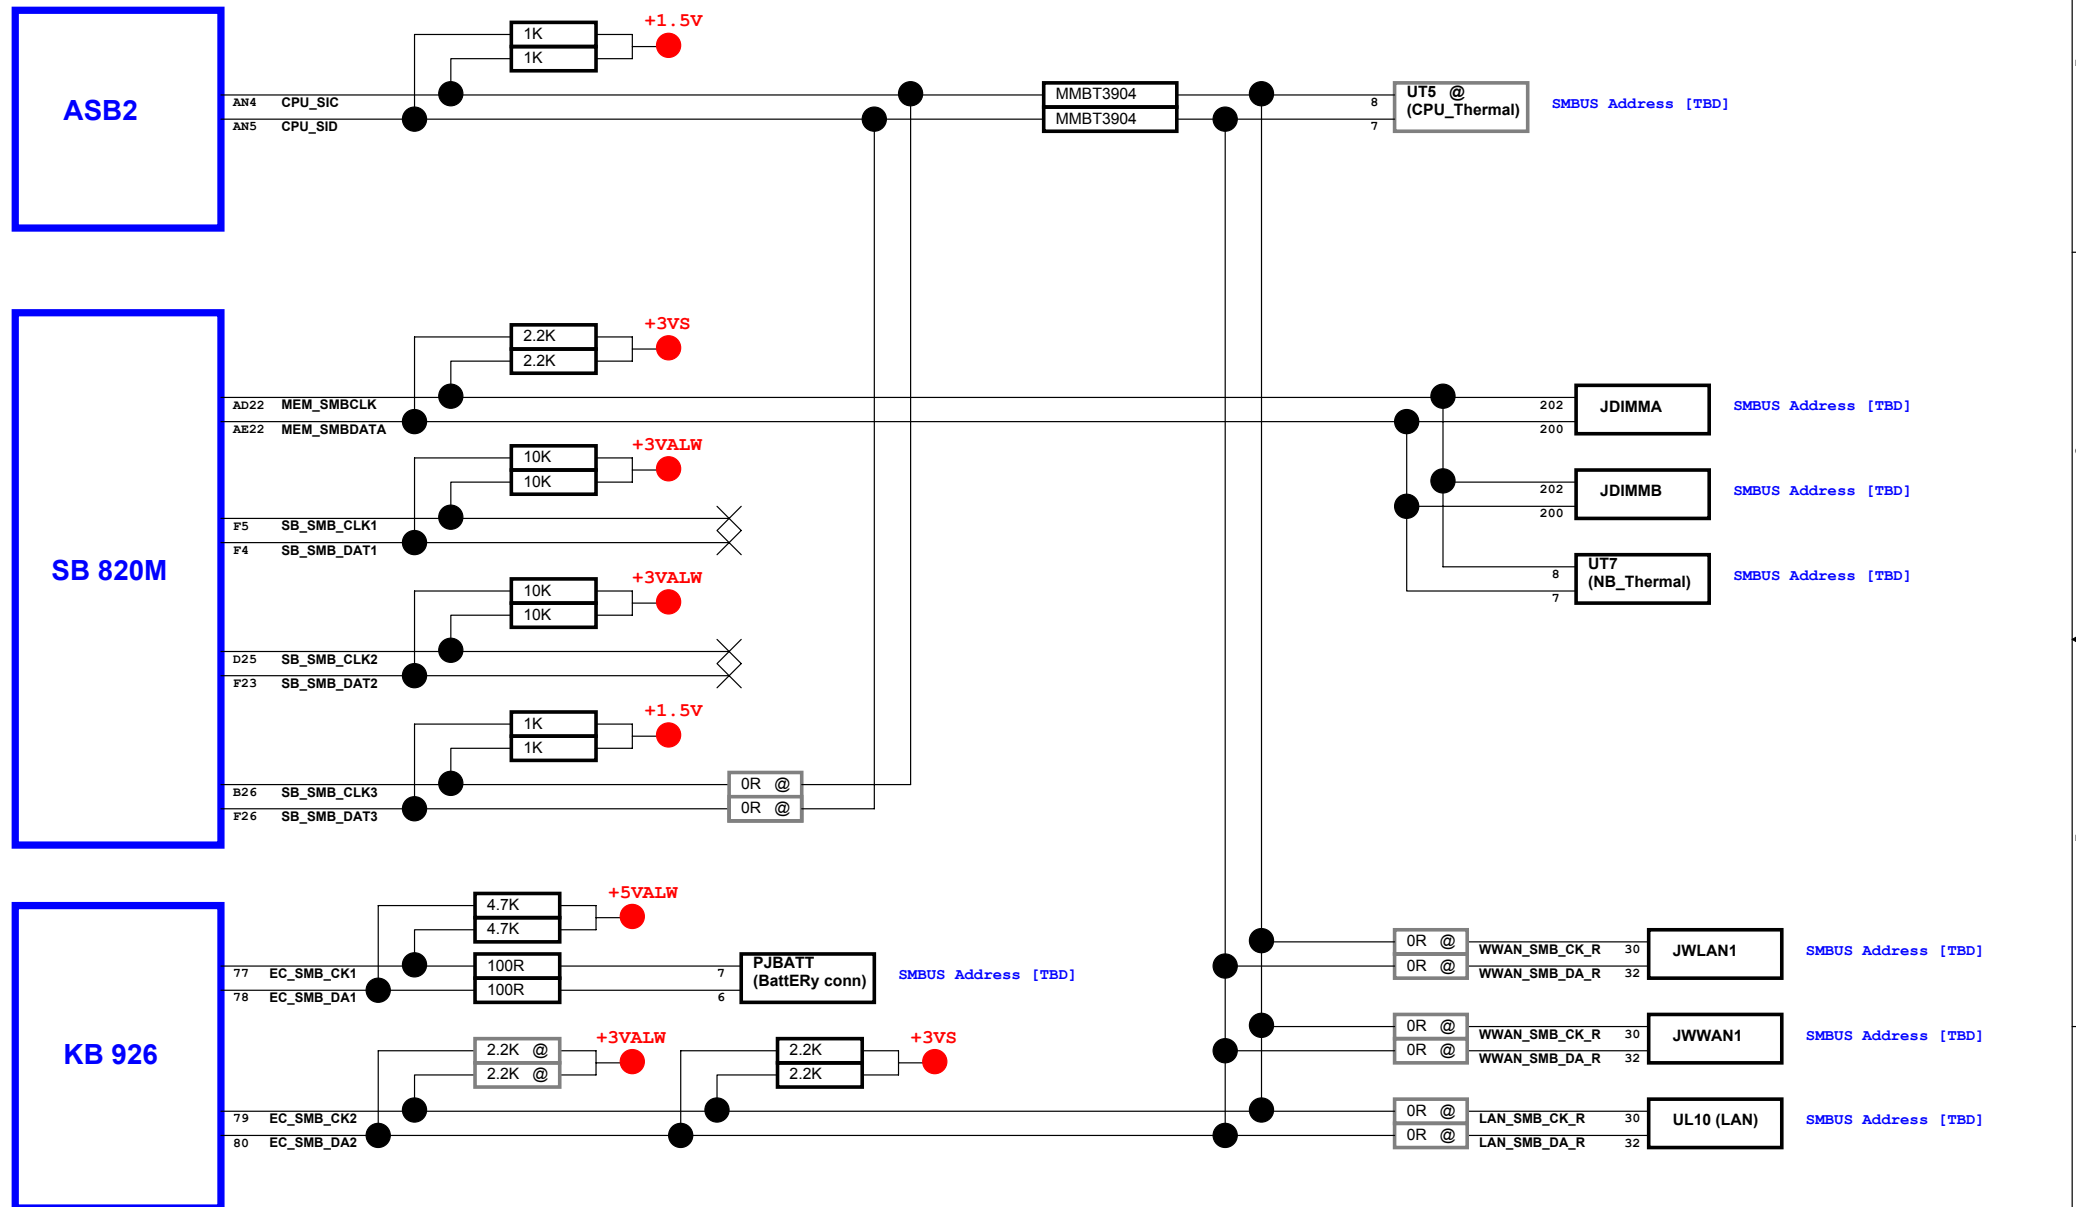 +1.5V
1K
1K
ASB2
AN4 CPU_SIC
AN5 CPU_SID
MMBT3904
MMBT3904
8
7
UT5 @
(CPU_Thermal)
SMBUS Address [TBD]
+3VS
2.2K
2.2K
AD22 MEM_SMBCLK
AE22 MEM_SMBDATA
202
200
JDIMMA
SMBUS Address [TBD]
+3VALW
10K
10K
202
200
JDIMMB
SMBUS Address [TBD]
F5 SB_SMB_CLK1
F4 SB_SMB_DAT1
SB 820M
8
7
UT7
(NB_Thermal)
SMBUS Address [TBD]
+3VALW
10K
10K
D25 SB_SMB_CLK2
F23 SB_SMB_DAT2
+1.5V
1K
1K
B26 SB_SMB_CLK3
F26 SB_SMB_DAT3
0R @
0R @
+5VALW
4.7K
4.7K
77 EC_SMB_CK1
78 EC_SMB_DA1
100R
100R
7
6
PJBATT
(BattERy conn)
SMBUS Address [TBD]
0R @
0R @
WWAN_SMB_CK_R 30
WWAN_SMB_DA_R 32
JWLAN1
SMBUS Address [TBD]
KB 926
+3VALW
2.2K @
2.2K @
+3VS
2.2K
2.2K
0R @
0R @
WWAN_SMB_CK_R 30
WWAN_SMB_DA_R 32
JWWAN1
SMBUS Address [TBD]
79 EC_SMB_CK2
80 EC_SMB_DA2
0R @
0R @
LAN_SMB_CK_R 30
LAN_SMB_DA_R 32
UL10 (LAN)
SMBUS Address [TBD]